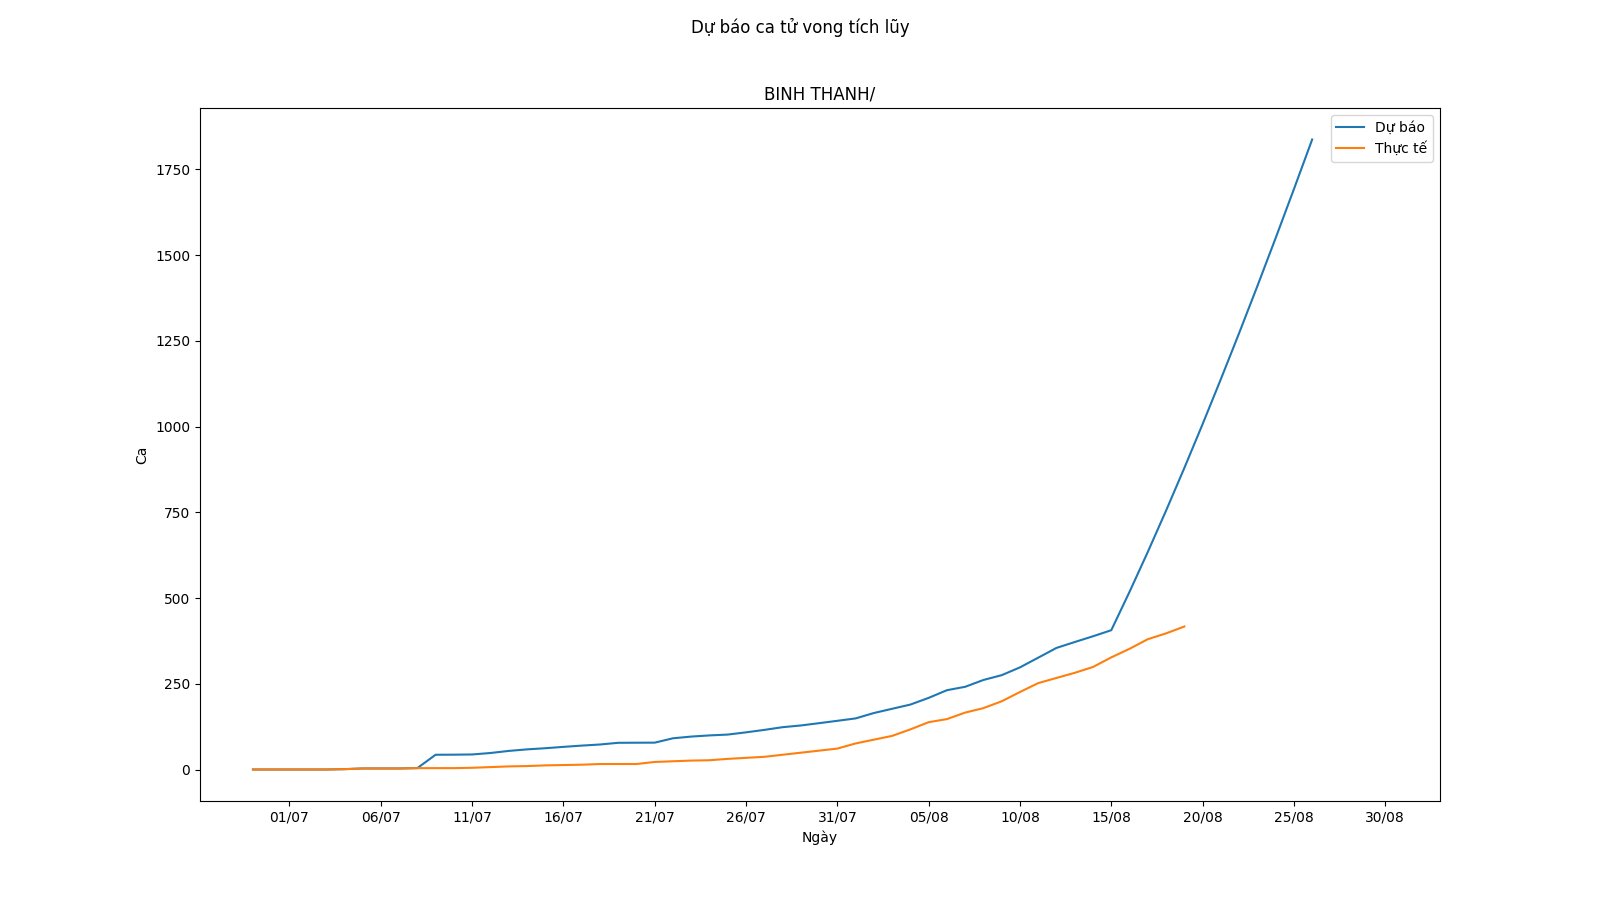 Dự báo ca tử vong tích lũy
BINH THANH/
Dự báo
Thực tế
1750
1500
1250
1000
750
500
250
0
Ca
01/07 06/07 11/07 16/07 21/07 26/07 31/07 05/08 10/08 15/08 20/08 25/08 30/08
Ngày